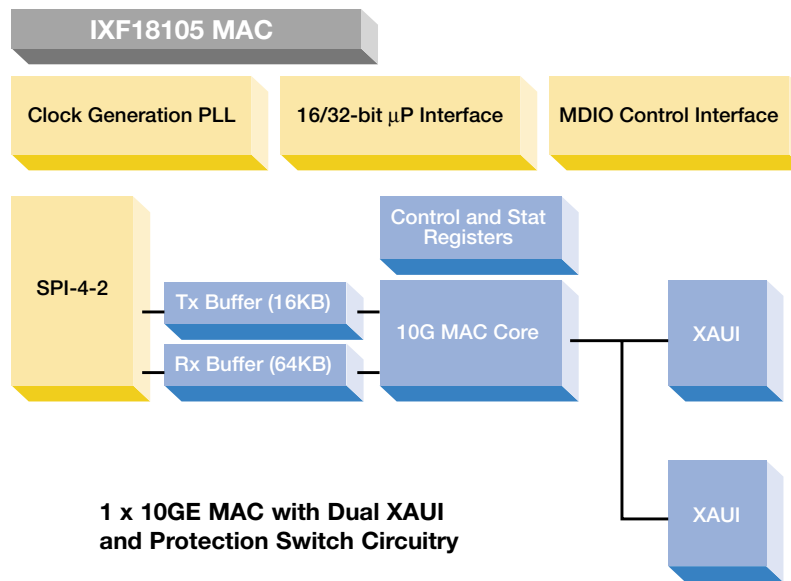 IXF18105 MAC
Clock Generation PLL
16/32-bit μP Interface
MDIO Control Interface
SPI-4-2
Control and Stat
Registers
Tx Buffer (16KB)
Rx Buffer (64KB)
10G MAC Core
XAUI
XAUI
1 x 10GE MAC with Dual XAUI
and Protection Switch Circuitry